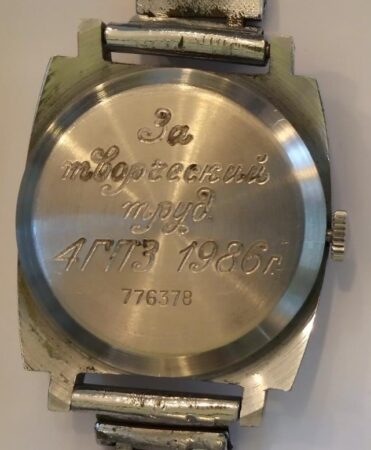 За
творческий
труд
4ГПЗ 1986г.
776378